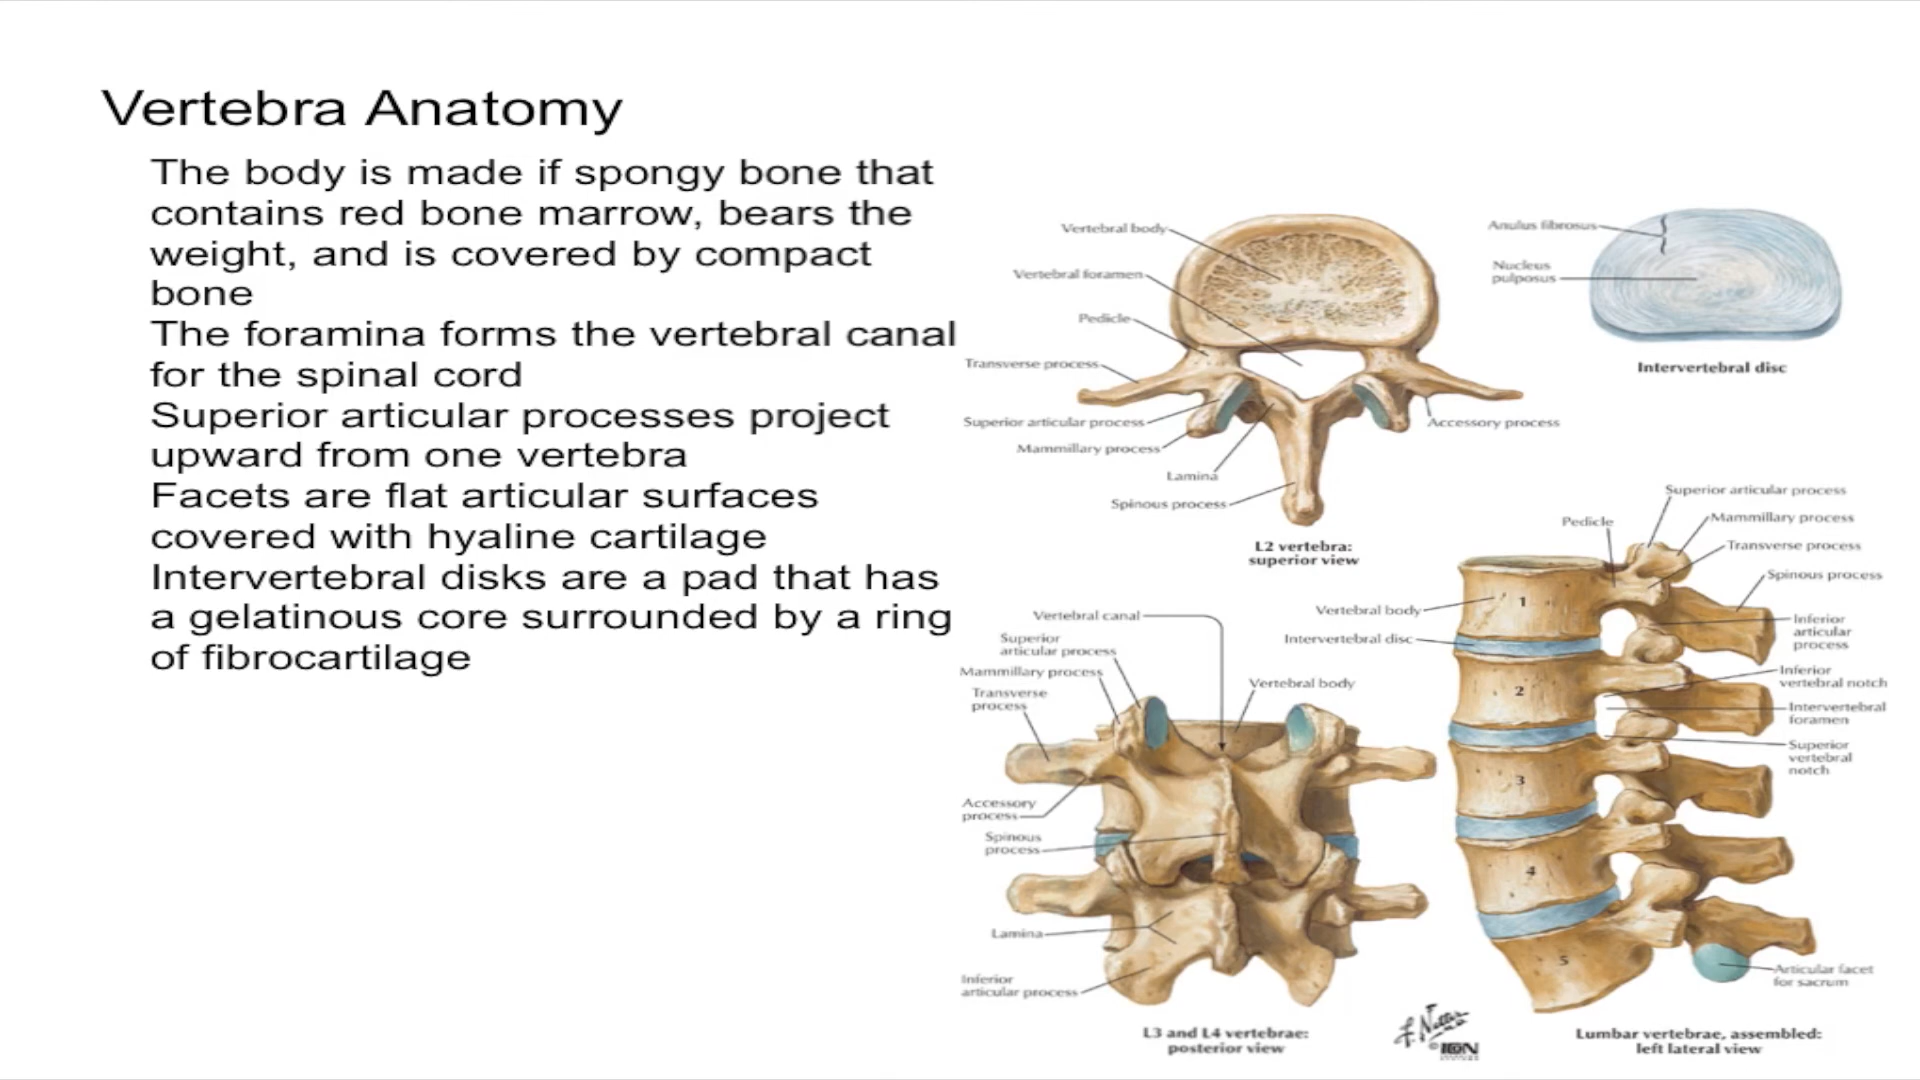 Vertebra Anatomy
The body is made if spongy bone that
contains red bone marrow, bears the
weight, and is covered by compact
bone
The foramina forms the vertebral canal
for the spinal cord
Superior articular processes project
upward from one vertebra
Facets are flat articular surfaces
covered with hyaline cartilage
Intervertebral disks are a pad that has
a gelatinous core surrounded by a ring
of fibrocartilage
Vertebral body
Vertebral foramen
Pedicle
Transverse process
Superior articular process
Mammillary process
Lamina
Spinous process
Accessory process
L2 vertebra:
superior view
Anulus fibrosus
Nucleus
pulposus
Intervertebral disc
Vertebral canal
Superior
articular process
Mammillary process
Transverse
process
Vertebral body
Accessory
process
Spinous
process
Lamina
Inferior
articular process
L3 and L4 vertebrae:
posterior view
Superior articular process
Pedicle
Mammillary process
Transverse process
Spinous process
Vertebral body
Intervertebral disc
Inferior
articular
process
Inferior
vertebral notch
Intervertebral
foramen
Superior
vertebral
notch
1
2
3
4
5
Articular facet
for sacrum
Lumbar vertebrae, assembled:
left lateral view
F. Netter
©ICON